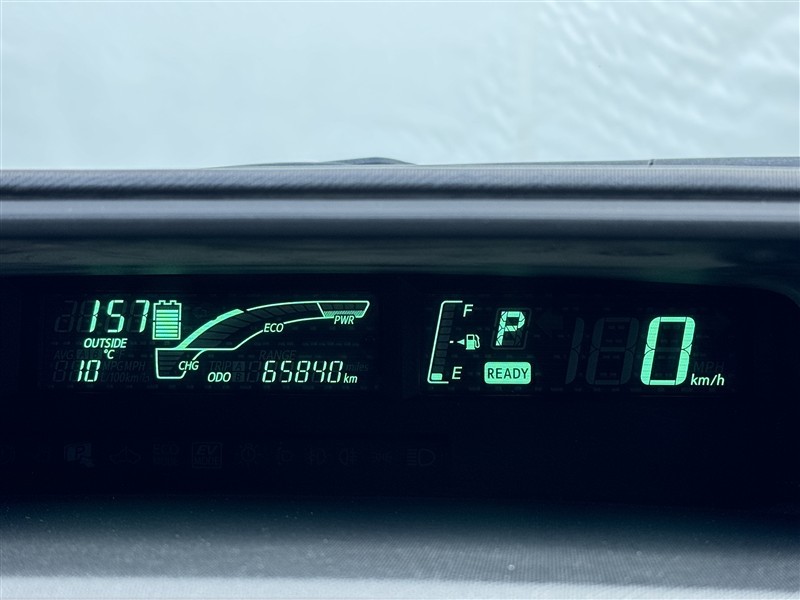 157
OUTSIDE
°C
10
CHG
ECO
PWR
ODO 65840 km
F
E
P
READY
0 km/h